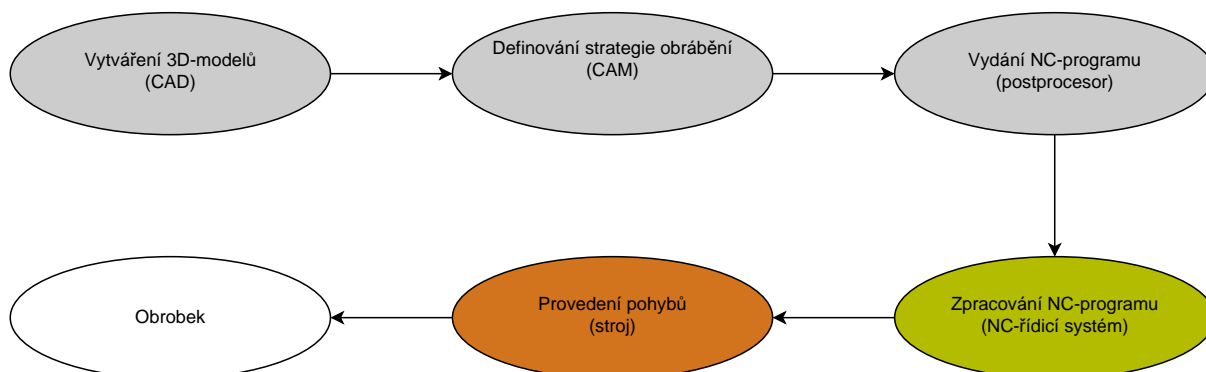 Vytváření 3D-modelů
(CAD)
Definování strategie obrábění
(CAM)
Vydání NC-programu
(postprocesor)
Zpracování NC-programu
(NC-řídicí systém)
Provedení pohybů
(stroj)
Obrobek